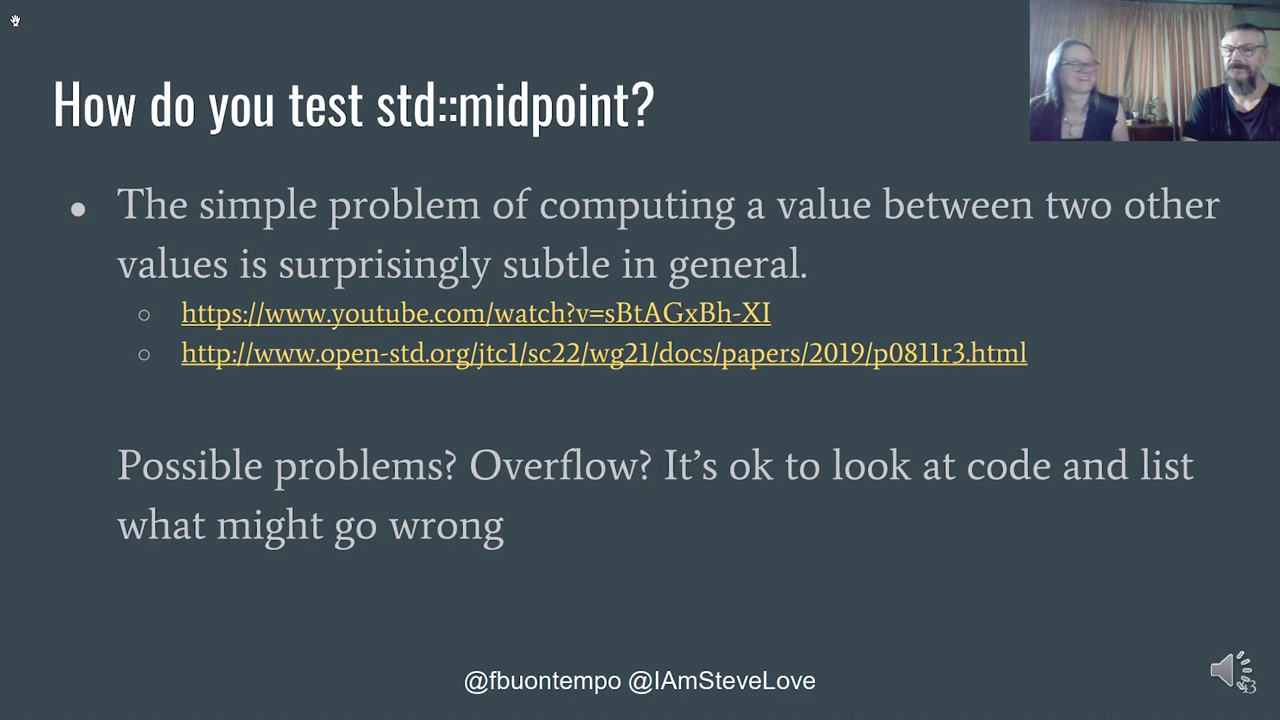 How do you test std::midpoint?
● The simple problem of computing a value between two other
values is surprisingly subtle in general.
○ https://www.youtube.com/watch?v=sBtAGxBh-XI
○ http://www.open-std.org/jtc1/sc22/wg21/docs/papers/2019/p0811r3.html
Possible problems? Overflow? It’s ok to look at code and list
what might go wrong
@fbuontempo @IAmSteveLove